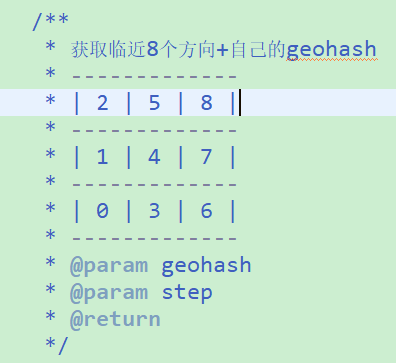 /**
* 获取临近8个方向+自己的geohash
* -------------
* | 2 | 5 | 8 |
* -------------
* | 1 | 4 | 7 |
* -------------
* | 0 | 3 | 6 |
* -------------
* @param geohash
* @param step
* @return
*/